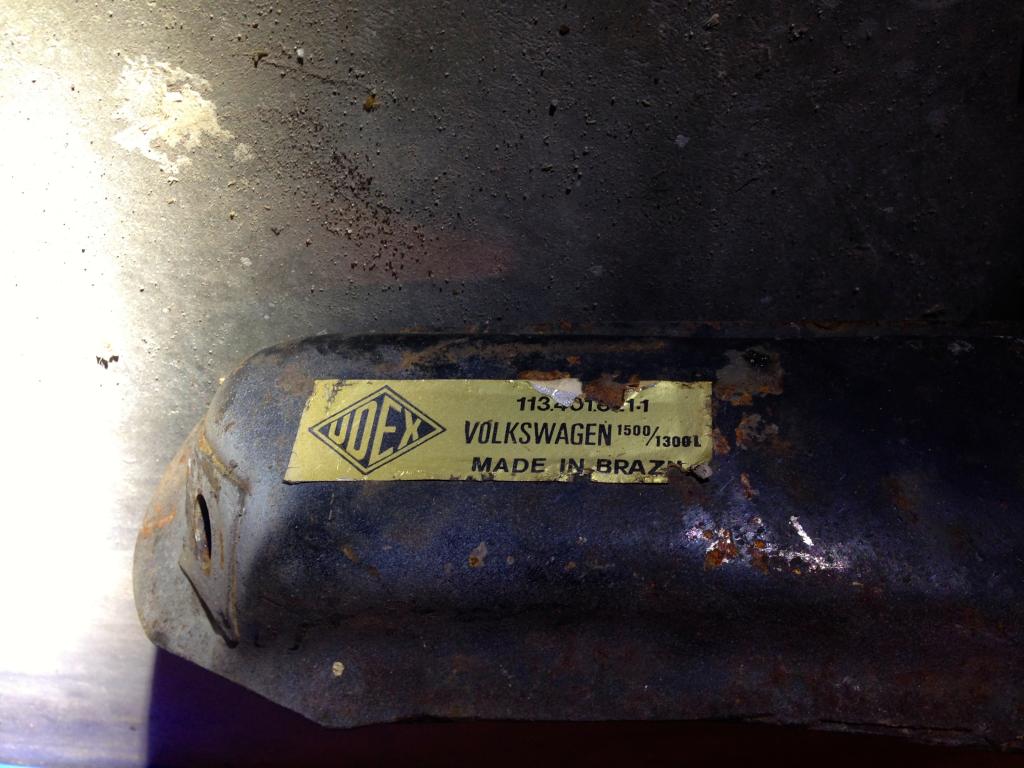 UDEX
VOLKSWAGEN 1500/1300L
MADE IN